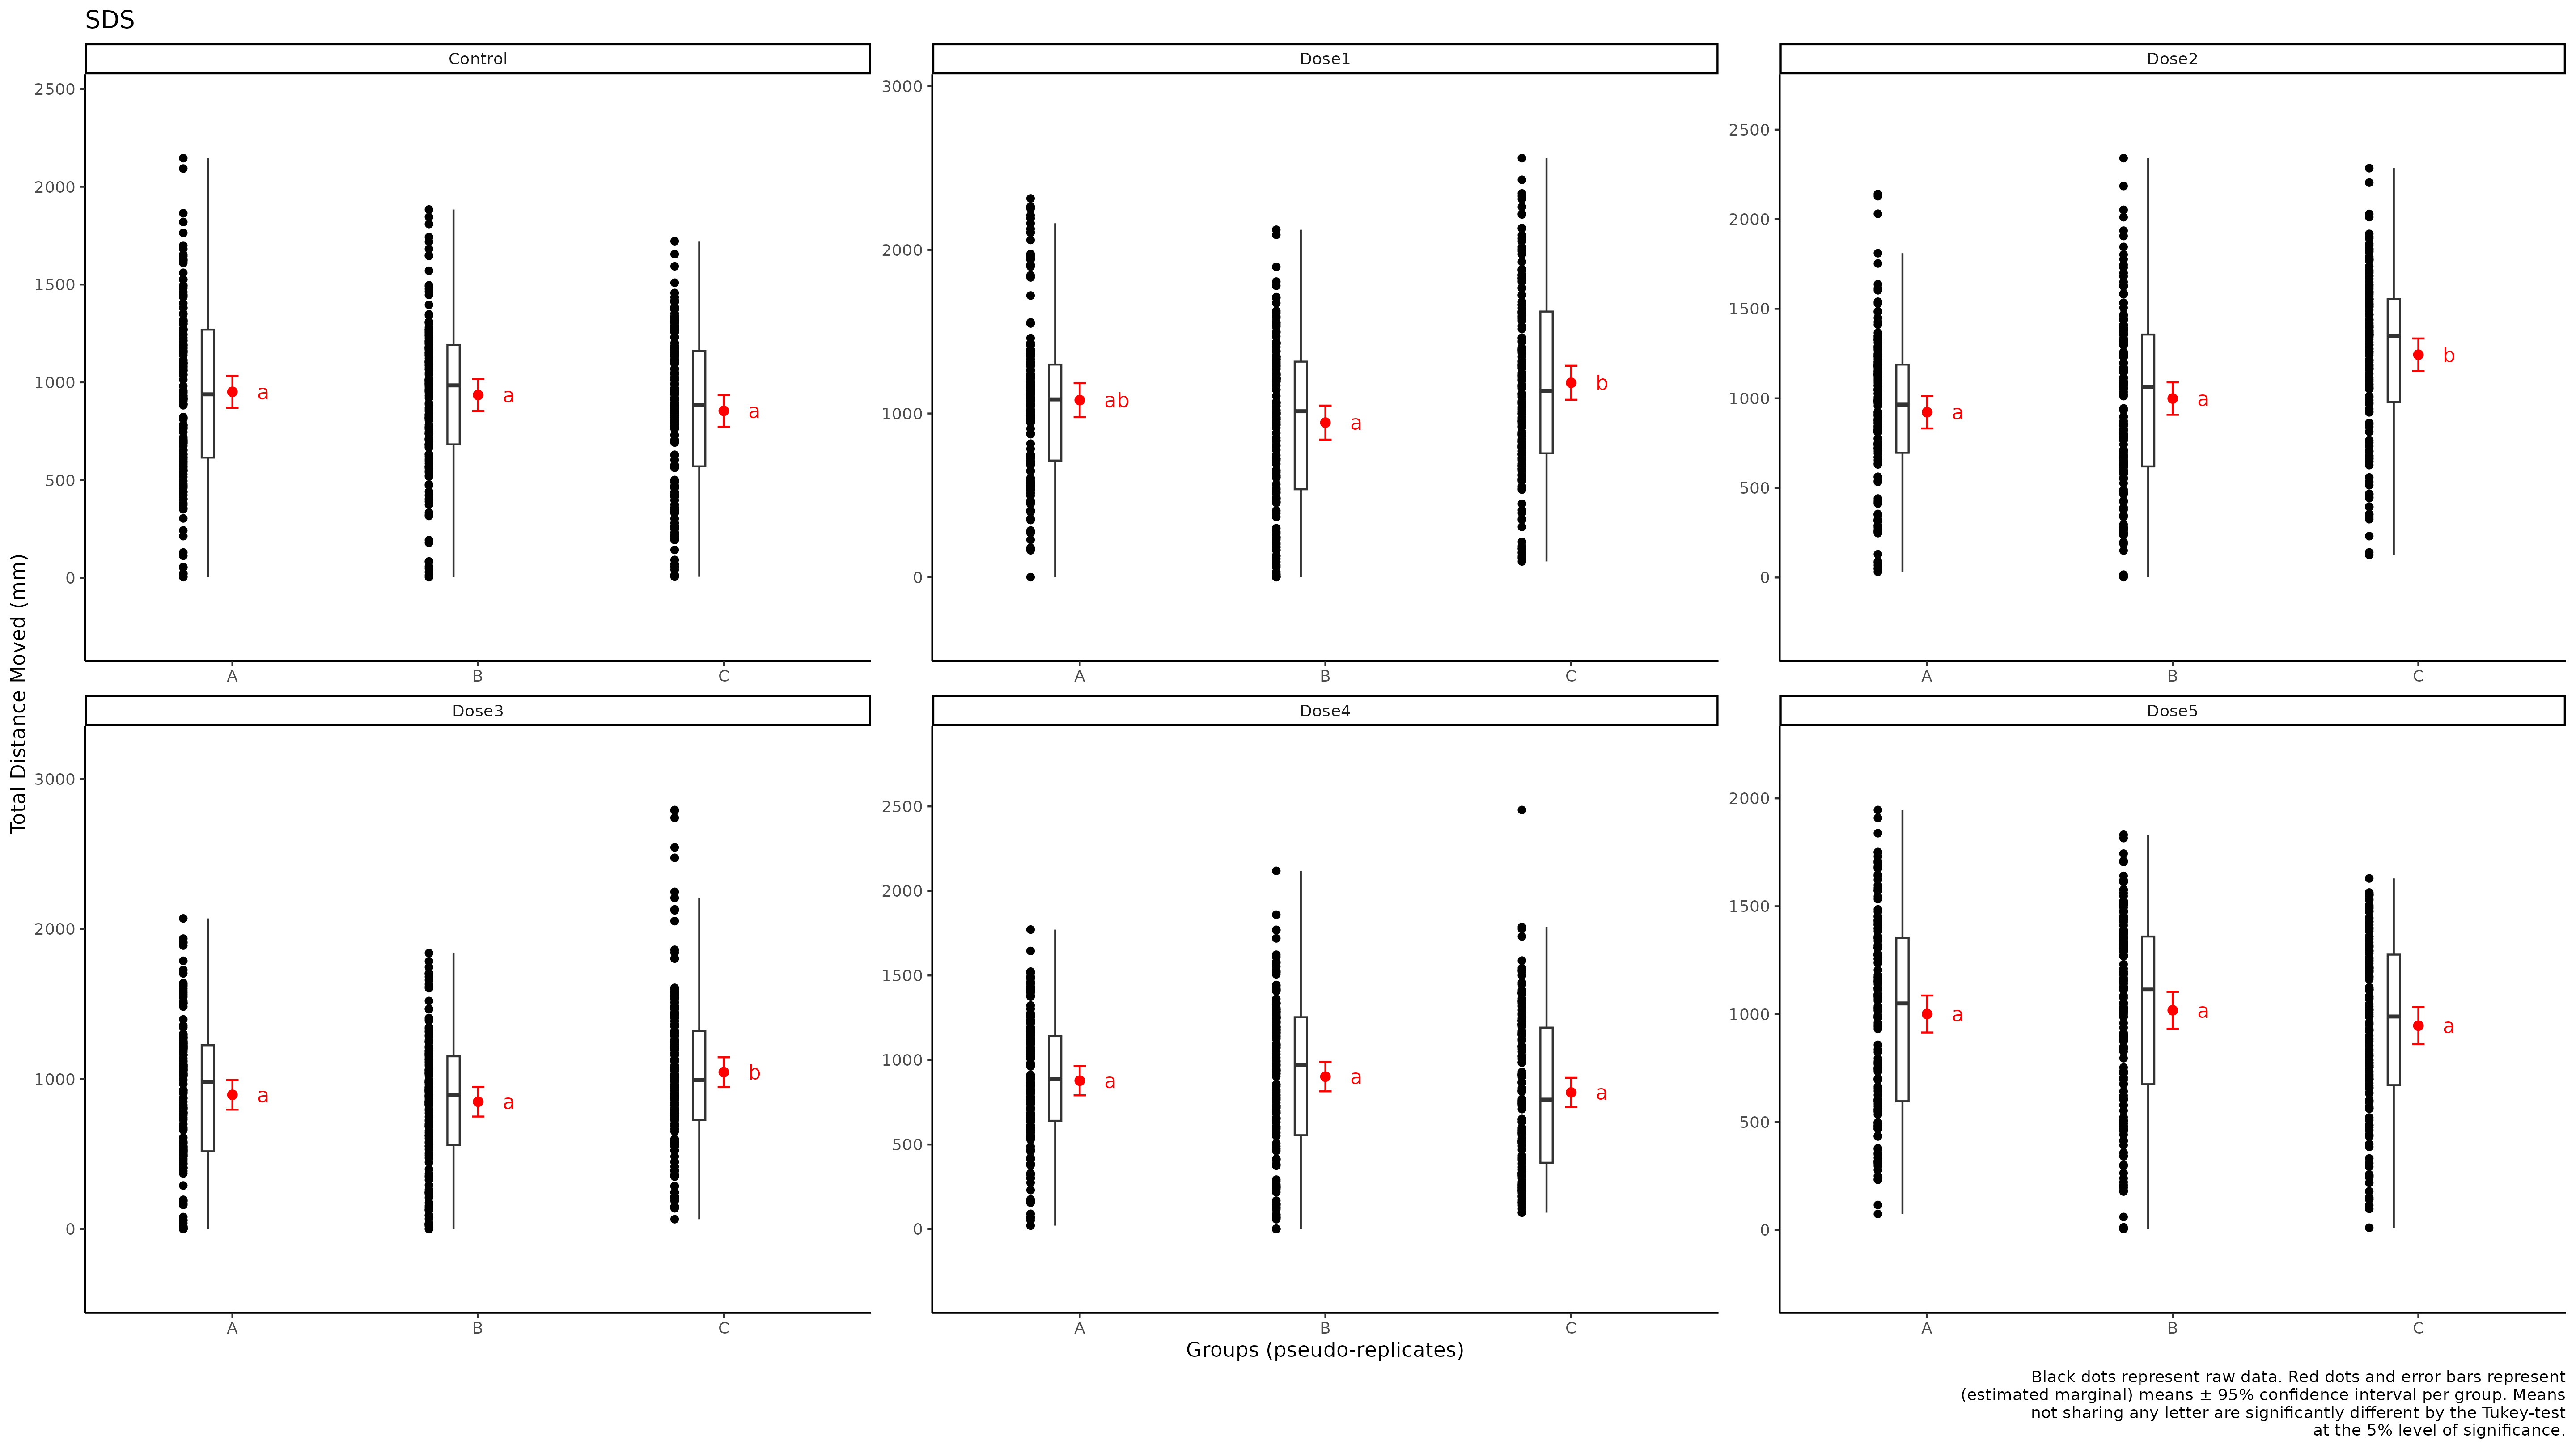 SDS
Total Distance Moved (mm)
Control
2500
2000
1500
1000
500
0
a
a
a
A
B
C
Dose1
3000
2000
1000
0
ab
a
b
A
B
C
Dose2
2500
2000
1500
1000
500
0
a
a
b
A
B
C
Dose3
3000
2000
1000
0
a
a
b
A
B
C
Dose4
2500
2000
1500
1000
500
0
a
a
a
A
B
C
Dose5
2000
1500
1000
500
0
a
a
a
A
B
C
Groups (pseudo-replicates)
Black dots represent raw data. Red dots and error bars represent
(estimated marginal) means ± 95% confidence interval per group. Means
not sharing any letter are significantly different by the Tukey-test
at the 5% level of significance.